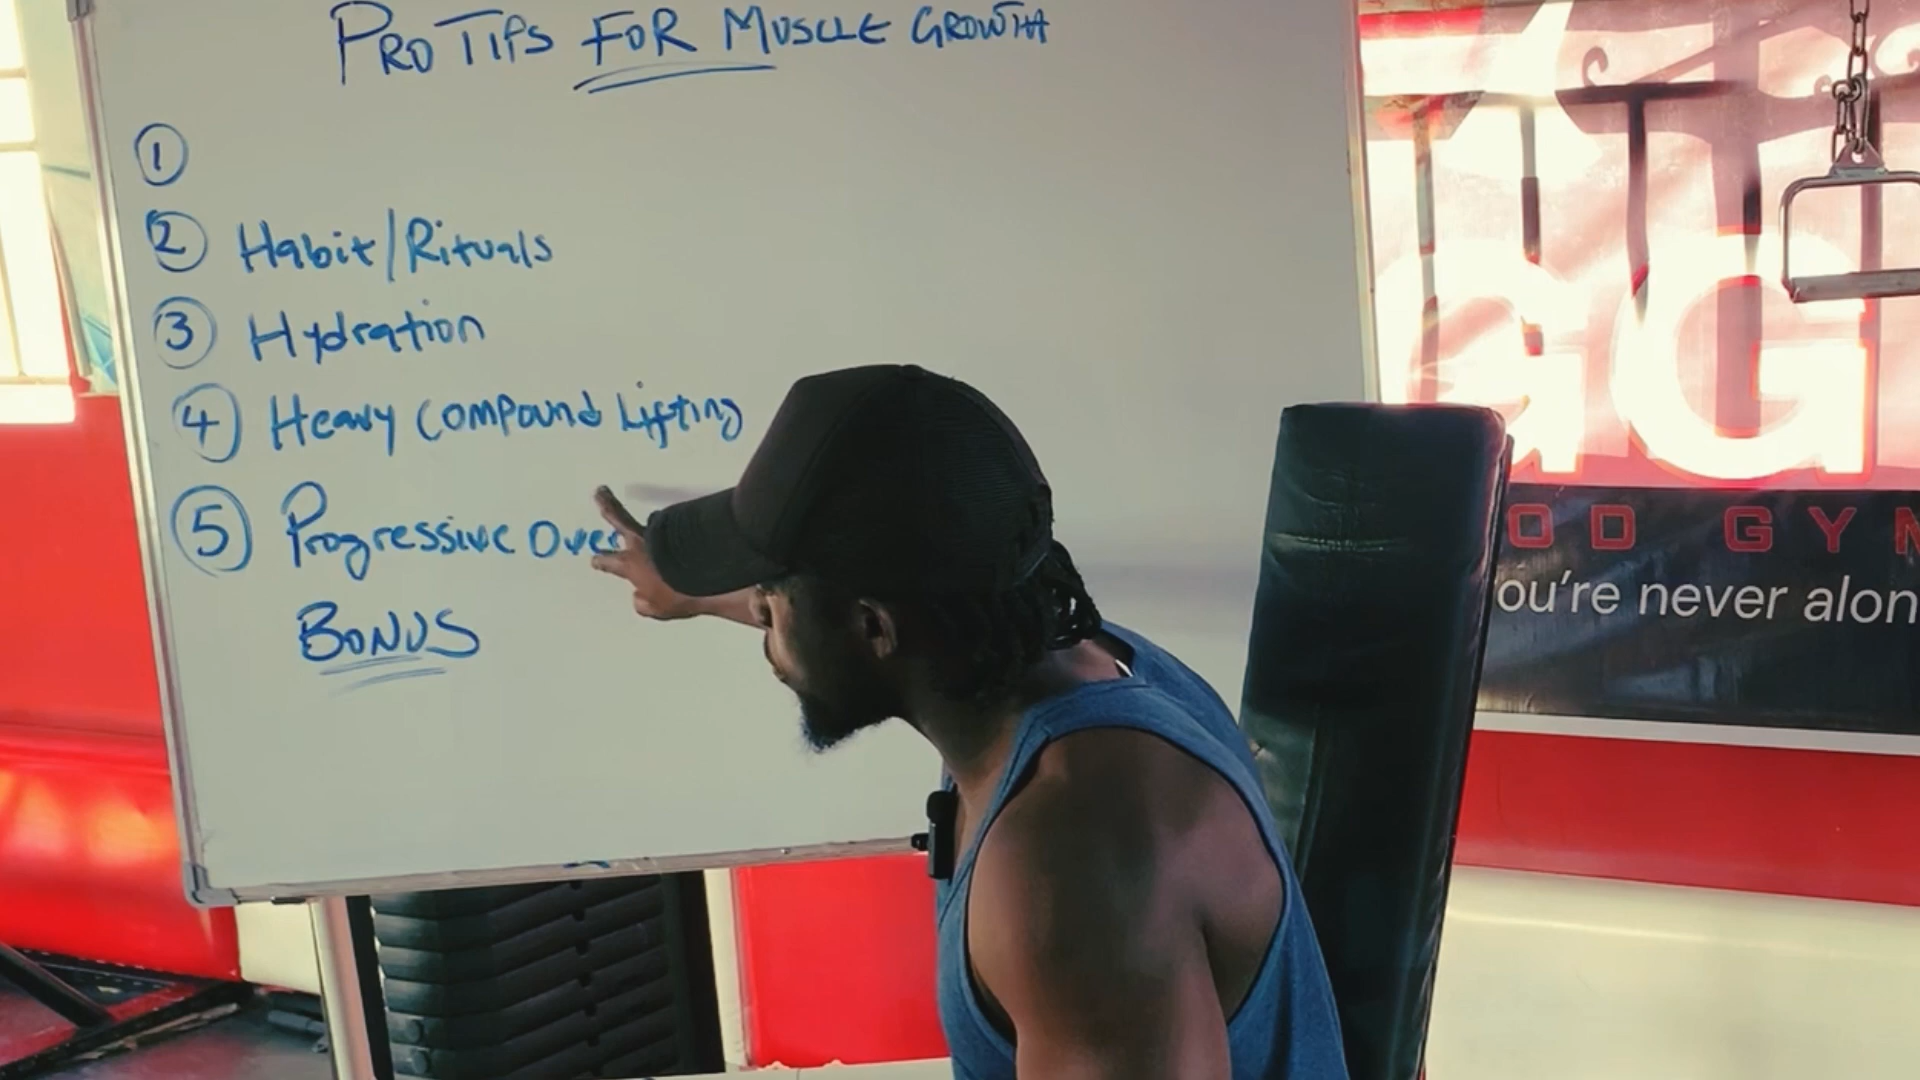 PRO TIPS FOR MUSCLE GROWTH
1
2 Habit/Rituals
3 Hydration
4 Heavy Compound Lifting
5 Progressive Over
BONUS
GG
OD GYM
ou're never alon